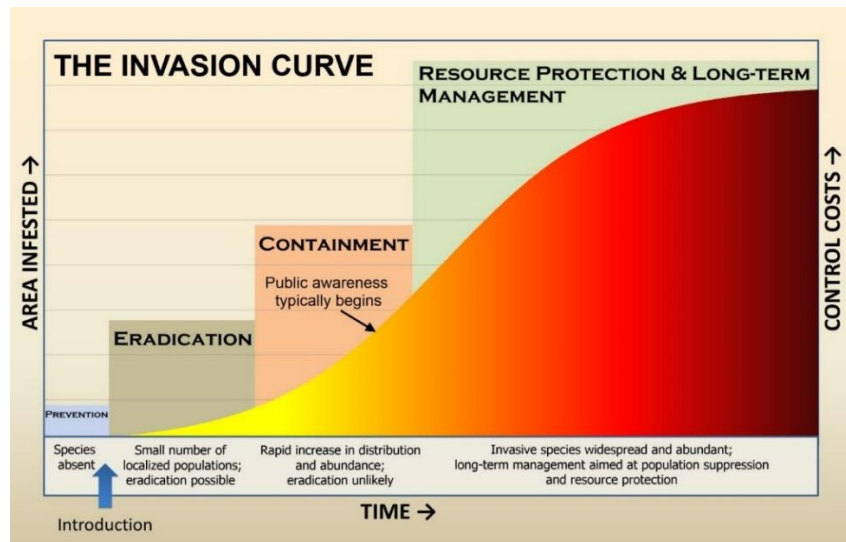 THE INVASION CURVE
RESOURCE PROTECTION & LONG-TERM
MANAGEMENT
AREA INFESTED →
CONTROL COSTS →
CONTAINMENT
Public awareness
typically begins
ERADICATION
PREVENTION
Species
absent
Small number of
localized populations;
eradication possible
Rapid increase in distribution
and abundance;
eradication unlikely
Invasive species widespread and abundant;
long-term management aimed at population suppression
and resource protection
Introduction
TIME →